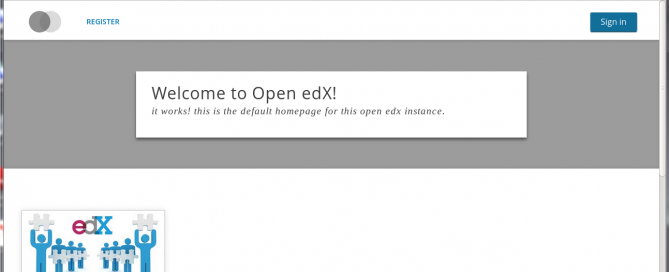 REGISTER
Sign in
Welcome to Open edX!
it works! this is the default homepage for this open edx instance.
edX